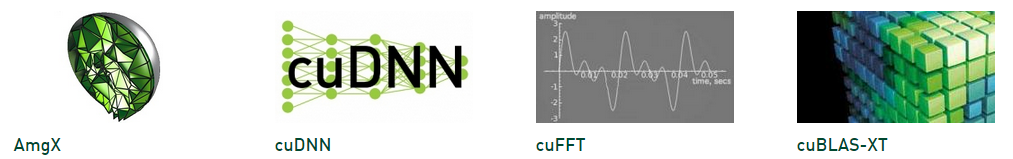 cuDNN
amplitude
3
2
1
0.01
0.02
0.03
0.04
0.05
time, secs
-1
-2
-3
AmgX
cuDNN
cuFFT
cuBLAS-XT